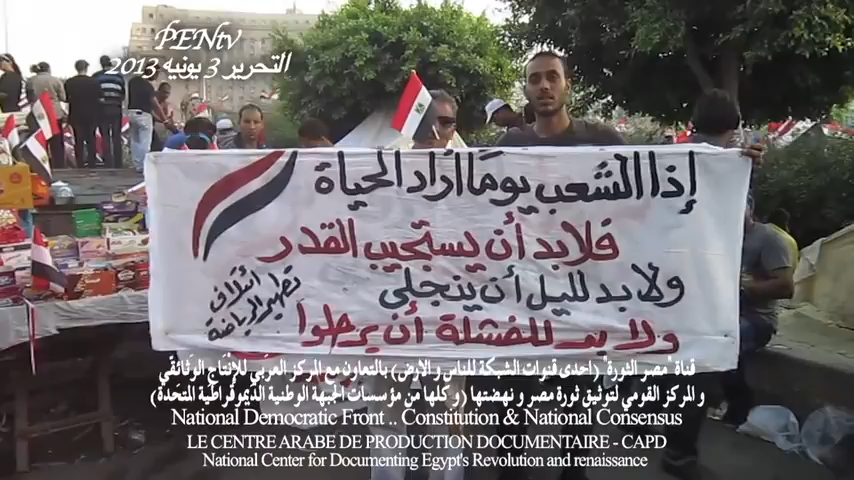 PENtv
التحرير 3 يونيه 2013
إذا الشعب يومًا أراد الحياة
فلابد أن يستجيب القدر
ولابد لليل أن ينجلي
ولابد للفشلة أن يرحلوا
ائتلاف
تطهير الرياضة
قناة "مصر الثورة" (احدى قنوات الشبكة للناس و الارض) بالتعاون مع المركز العربي للإنتاج الوثائقي
و المركز القومي لتوثيق ثورة مصر و نهضتها (و كلها من مؤسسات الجبهة الوطنية الديموقراطية المتحدة)
National Democratic Front .. Constitution & National Consensus
LE CENTRE ARABE DE PRODUCTION DOCUMENTAIRE - CAPD
National Center for Documenting Egypt's Revolution and renaissance